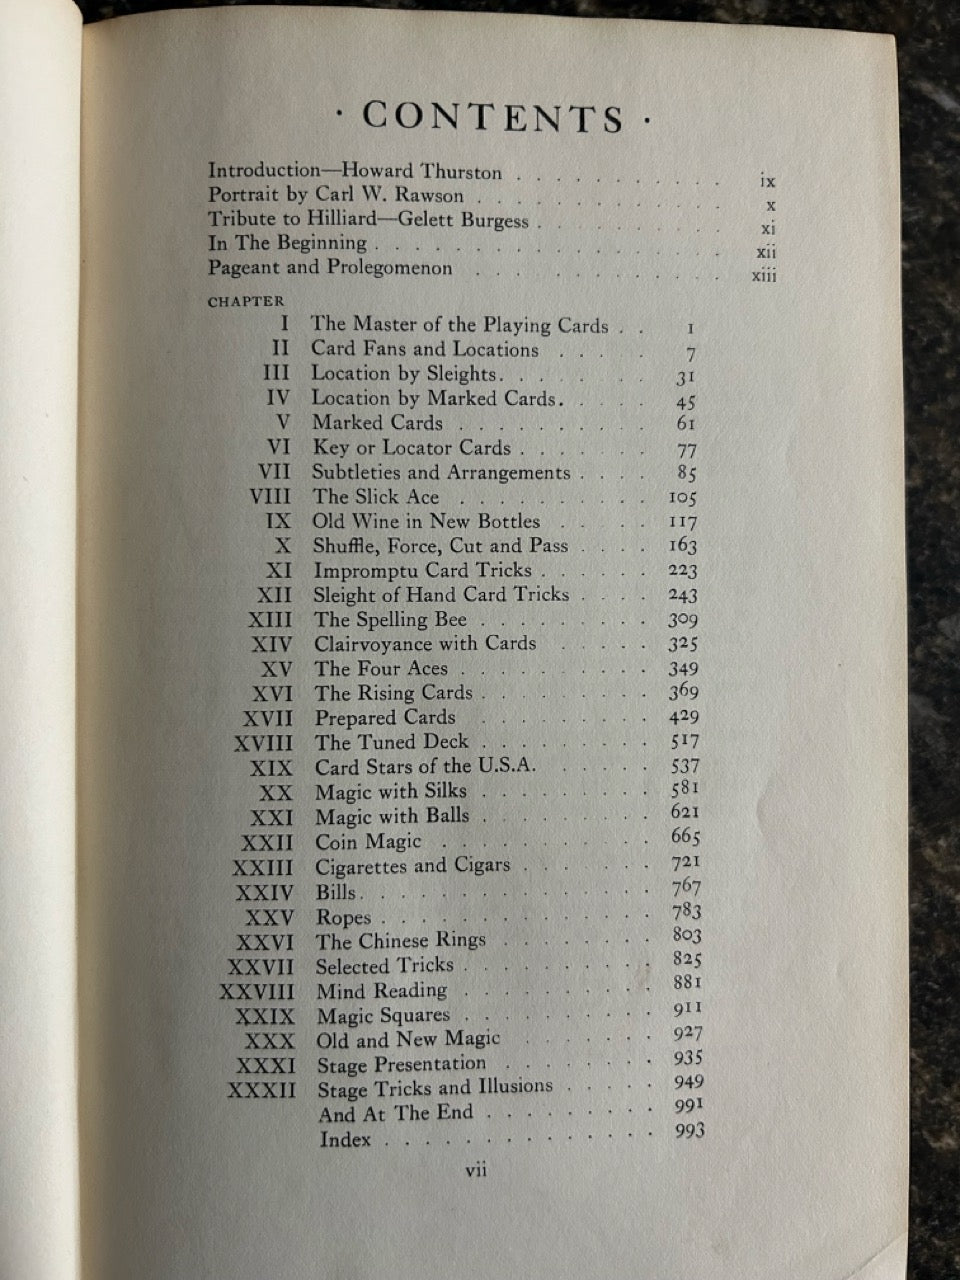 · CONTENTS ·
Introduction—Howard Thurston . . . . . . . . . . . ix
Portrait by Carl W. Rawson . . . . . . . . . . . . . x
Tribute to Hilliard—Gelett Burgess . . . . . . . . . . xi
In The Beginning . . . . . . . . . . . . . . . . . xii
Pageant and Prolegomenon . . . . . . . . . . . . xiii
CHAPTER
I The Master of the Playing Cards . . 1
II Card Fans and Locations . . . . . 7
III Location by Sleights . . . . . . . 31
IV Location by Marked Cards . . . . . 45
V Marked Cards . . . . . . . . . . 61
VI Key or Locator Cards . . . . . . . 77
VII Subtleties and Arrangements . . . . 85
VIII The Slick Ace . . . . . . . . . . 105
IX Old Wine in New Bottles . . . . . 117
X Shuffle, Force, Cut and Pass . . . . 163
XI Impromptu Card Tricks . . . . . . 223
XII Sleight of Hand Card Tricks . . . . 243
XIII The Spelling Bee . . . . . . . . . 309
XIV Clairvoyance with Cards . . . . . 325
XV The Four Aces . . . . . . . . . . 349
XVI The Rising Cards . . . . . . . . . 369
XVII Prepared Cards . . . . . . . . . 429
XVIII The Tuned Deck . . . . . . . . . 517
XIX Card Stars of the U.S.A. . . . . . 537
XX Magic with Silks . . . . . . . . . 581
XXI Magic with Balls . . . . . . . . . 621
XXII Coin Magic . . . . . . . . . . . 665
XXIII Cigarettes and Cigars . . . . . . . 721
XXIV Bills . . . . . . . . . . . . . . . 767
XXV Ropes . . . . . . . . . . . . . . 783
XXVI The Chinese Rings . . . . . . . . 803
XXVII Selected Tricks . . . . . . . . . . 825
XXVIII Mind Reading . . . . . . . . . . 881
XXIX Magic Squares . . . . . . . . . . 911
XXX Old and New Magic . . . . . . . 927
XXXI Stage Presentation . . . . . . . . 935
XXXII Stage Tricks and Illusions . . . . . 949
And At The End . . . . . . . . . 991
Index . . . . . . . . . . . . . . 993
vii